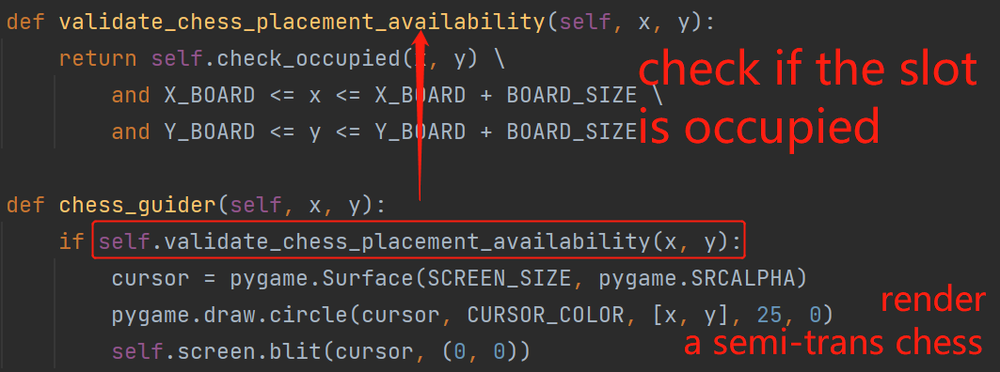 def validate_chess_placement_availability(self, x, y):
return self.check_occupied(x, y) \
and X_BOARD <= x <= X_BOARD + BOARD_SIZE \
and Y_BOARD <= y <= Y_BOARD + BOARD_SIZE
check if the slot
is occupied
def chess_guider(self, x, y):
if self.validate_chess_placement_availability(x, y):
cursor = pygame.Surface(SCREEN_SIZE, pygame.SRCALPHA)
pygame.draw.circle(cursor, CURSOR_COLOR, [x, y], 25, 0)
self.screen.blit(cursor, (0, 0))
render
a semi-trans chess